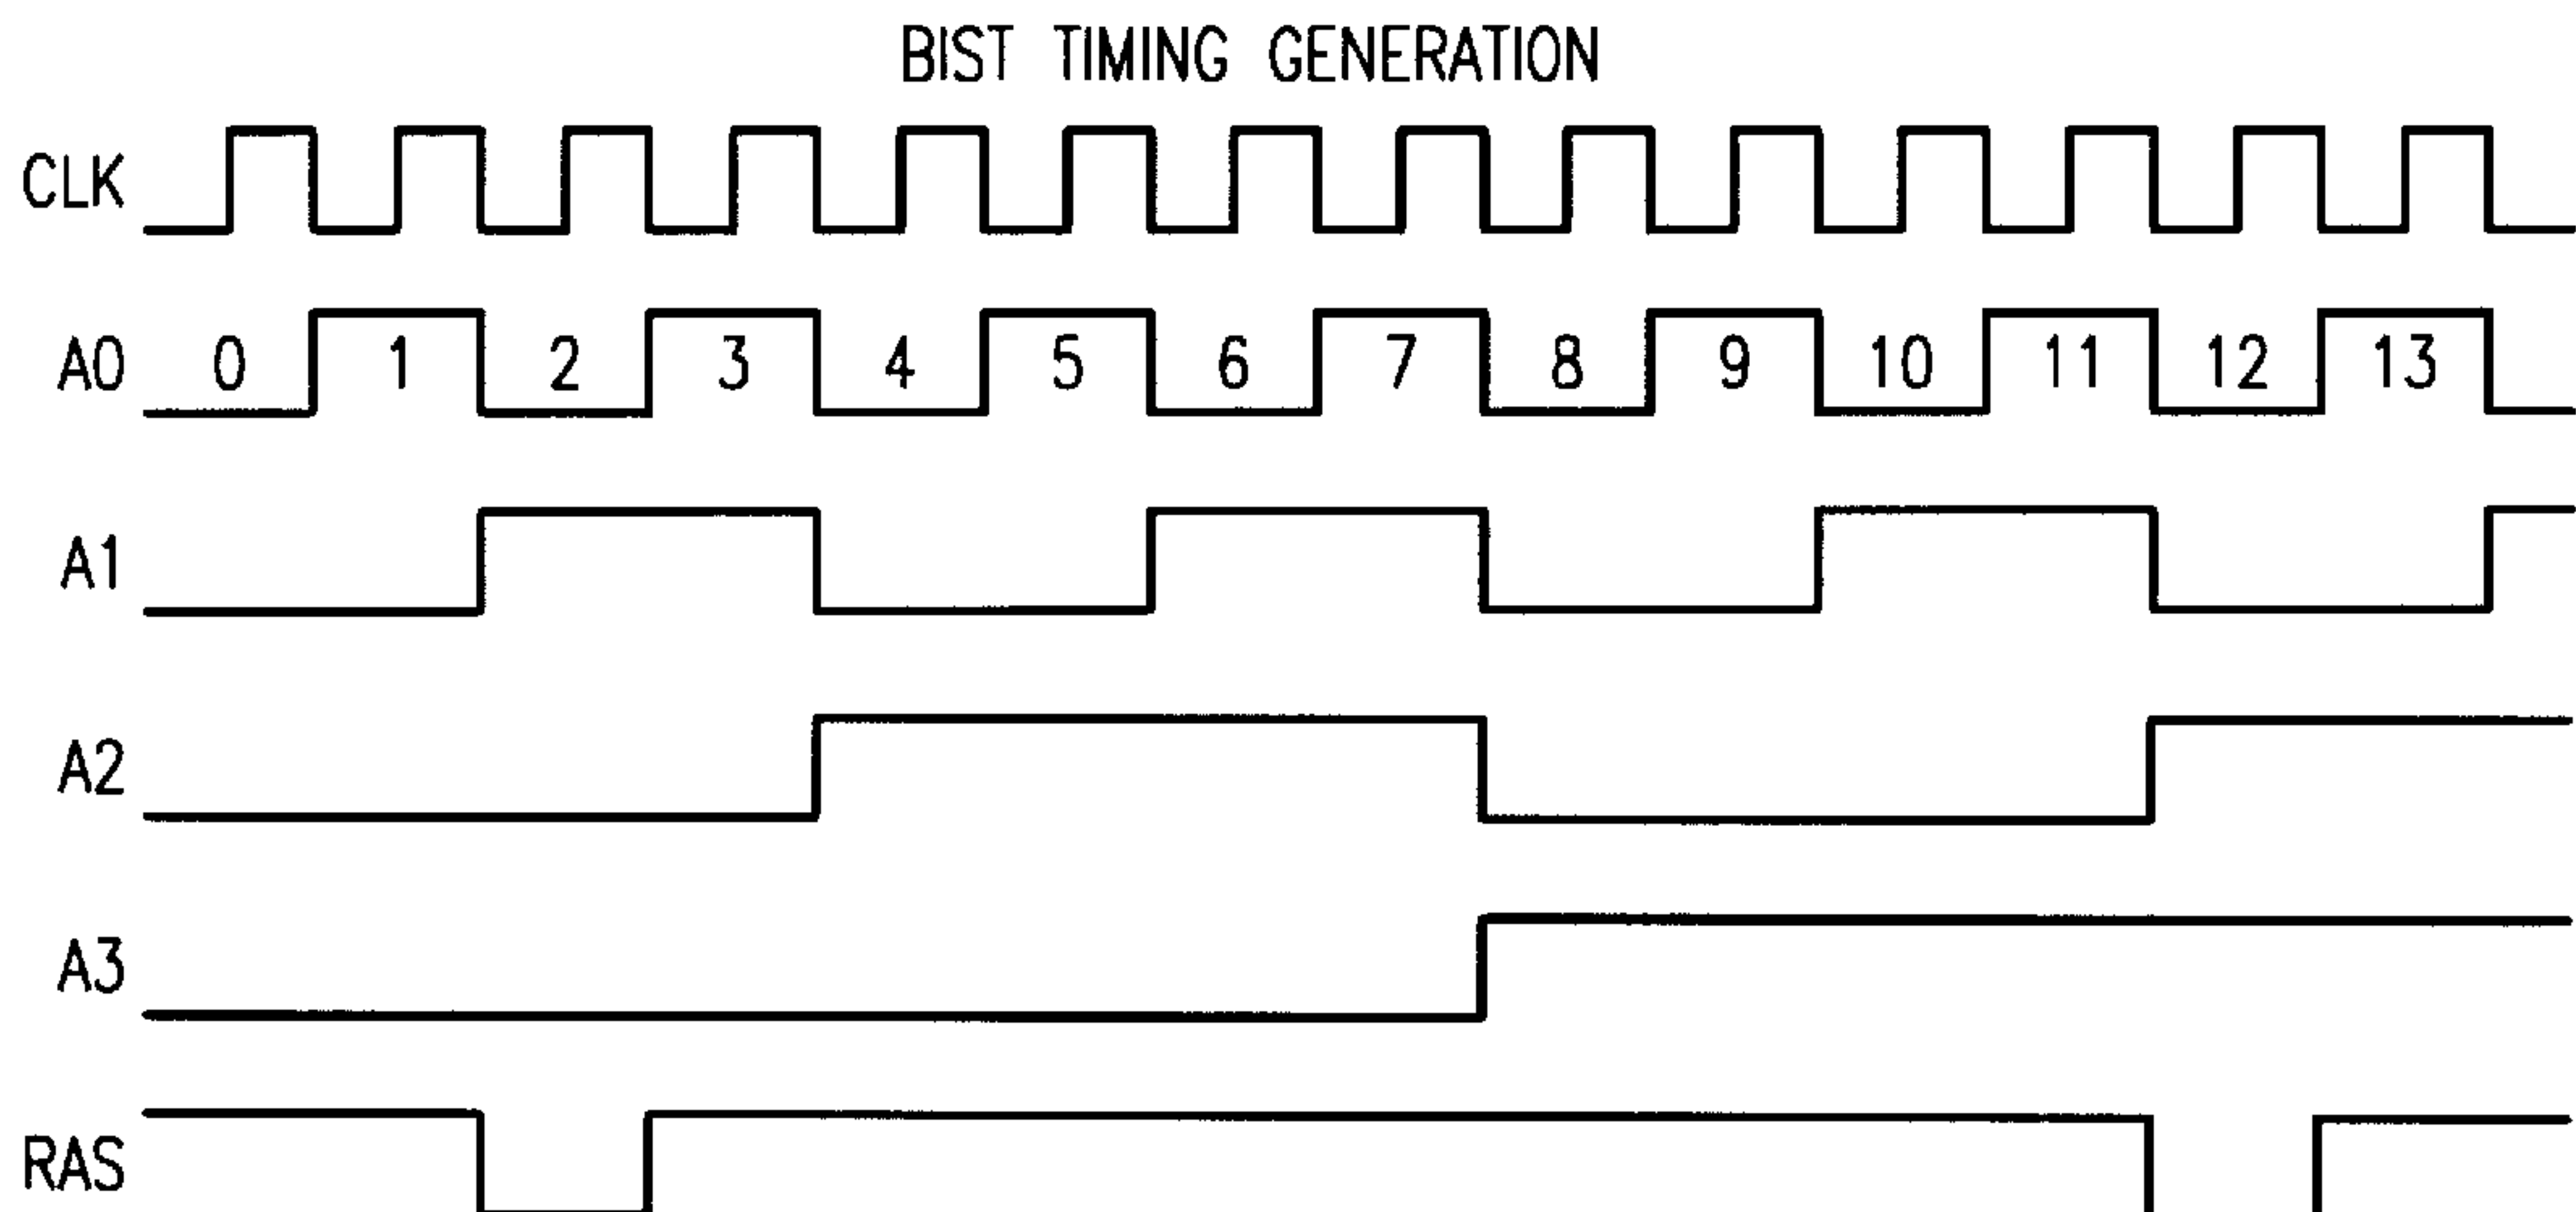 BIST TIMING GENERATION
CLK
A0 0 1 2 3 4 5 6 7 8 9 10 11 12 13
A1
A2
A3
RAS